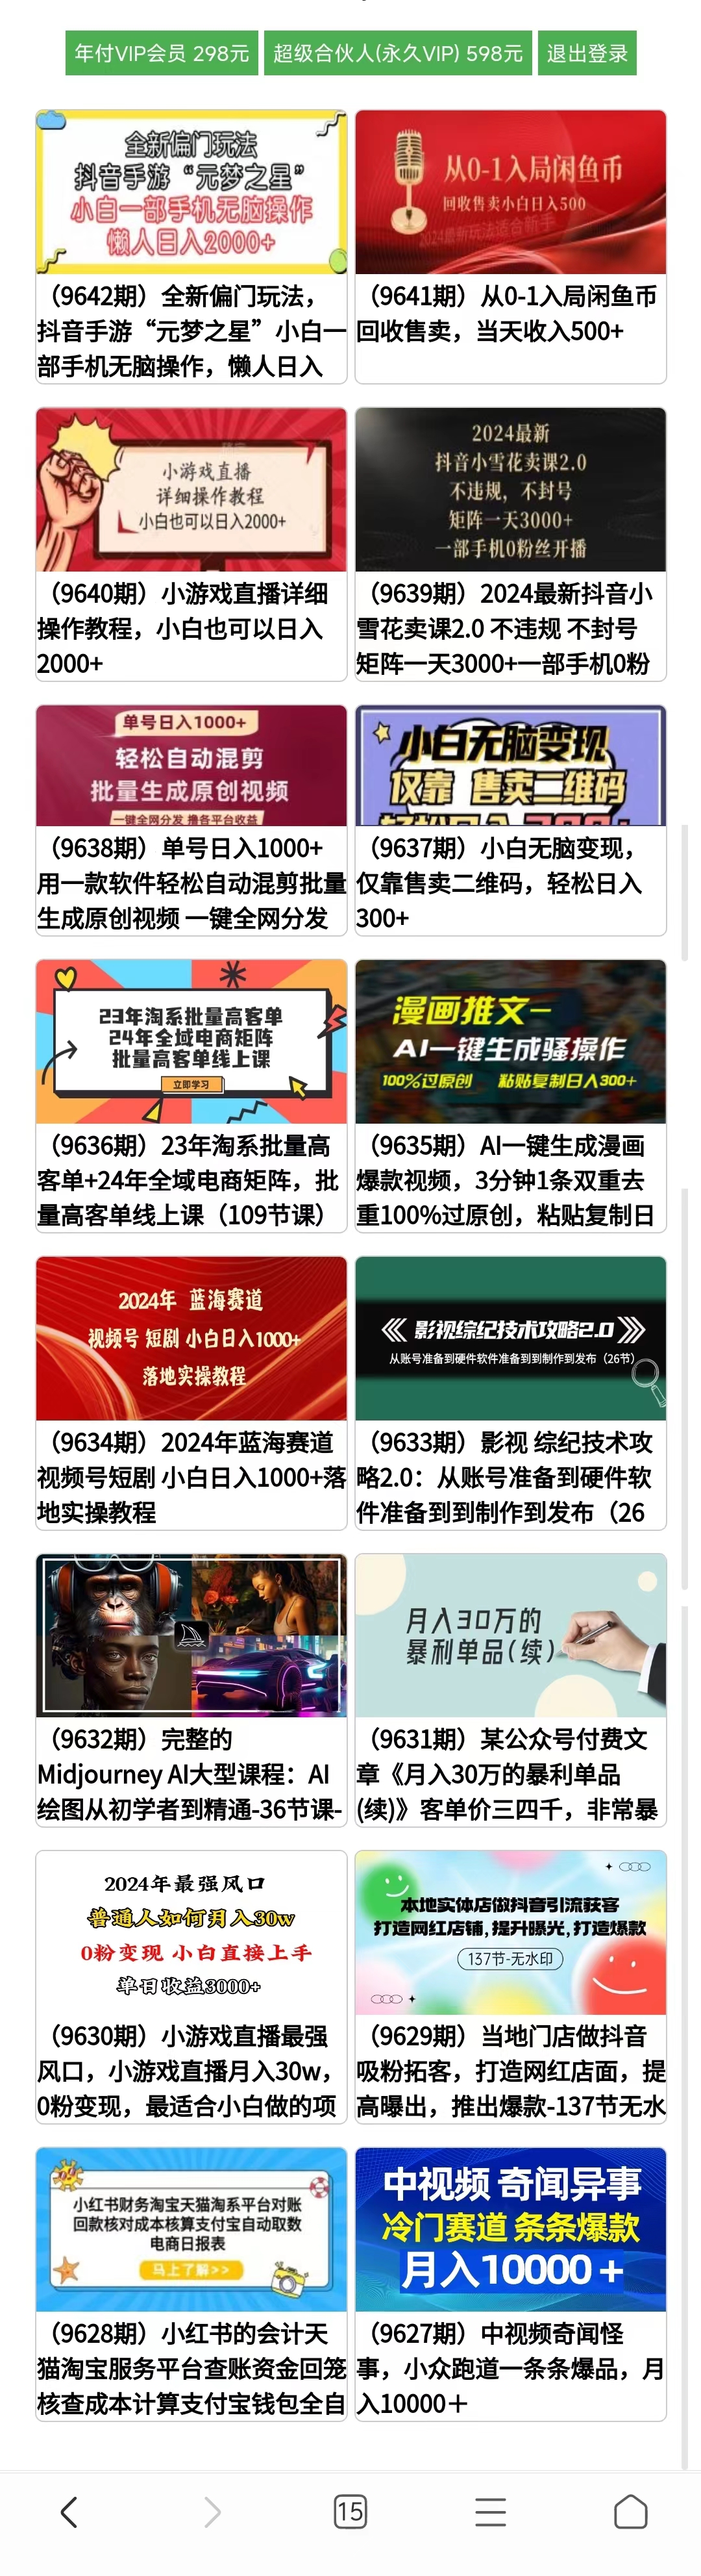 年付VIP会员 298元
超级合伙人(永久VIP) 598元
退出登录
全新偏门玩法
抖音手游“元梦之星”
小白一部手机无脑操作
懒人日入2000+
（9642期）全新偏门玩法，
抖音手游“元梦之星”小白一
部手机无脑操作，懒人日入
从0-1入局闲鱼币
回收售卖小白日入500
2024最新玩法适合新手
（9641期）从0-1入局闲鱼币
回收售卖，当天收入500+
小游戏直播
详细操作教程
小白也可以日入2000+
（9640期）小游戏直播详细
操作教程，小白也可以日入
2000+
2024最新
抖音小雪花卖课2.0
不违规，不封号
矩阵一天3000+
一部手机0粉丝开播
（9639期）2024最新抖音小
雪花卖课2.0 不违规 不封号
矩阵一天3000+一部手机0粉
单号日入1000+
轻松自动混剪
批量生成原创视频
一键全网分发 撸各平台收益
（9638期）单号日入1000+
用一款软件轻松自动混剪批量
生成原创视频 一键全网分发
小白无脑变现
仅靠 售卖二维码
（9637期）小白无脑变现，
仅靠售卖二维码，轻松日入
300+
23年淘系批量高客单
24年全域电商矩阵
批量高客单线上课
立即学习
（9636期）23年淘系批量高
客单+24年全域电商矩阵，批
量高客单线上课（109节课）
漫画推文—
AI一键生成骚操作
100%过原创 粘贴复制日入300+
（9635期）AI一键生成漫画
爆款视频，3分钟1条双重去
重100%过原创，粘贴复制日
2024年 蓝海赛道
视频号 短剧 小白日入1000+
落地实操教程
（9634期）2024年蓝海赛道
视频号短剧 小白日入1000+落
地实操教程
《 影视综纪技术攻略2.0 》
从账号准备到硬件软件准备到到制作到发布（26节）
（9633期）影视 综纪技术攻
略2.0：从账号准备到硬件软
件准备到到制作到发布（26
（9632期）完整的
Midjourney AI大型课程：AI
绘图从初学者到精通-36节课-
月入30万的
暴利单品(续)
（9631期）某公众号付费文
章《月入30万的暴利单品
(续)》客单价三四千，非常暴
2024年最强风口
普通人如何月入30w
0粉变现 小白直接上手
单日收益3000+
（9630期）小游戏直播最强
风口，小游戏直播月入30w，
0粉变现，最适合小白做的项
本地实体店做抖音引流获客
打造网红店铺,提升曝光,打造爆款
137节-无水印
（9629期）当地门店做抖音
吸粉拓客，打造网红店面，提
高曝出，推出爆款-137节无水
小红书财务淘宝天猫淘系平台对账
回款核对成本核算支付宝自动取数
电商日报表
马上了解>>
（9628期）小红书的会计天
猫淘宝服务平台查账资金回笼
核查成本计算支付宝钱包全自
中视频 奇闻异事
冷门赛道 条条爆款
月入10000＋
（9627期）中视频奇闻怪
事，小众跑道一条条爆品，月
入10000＋
15